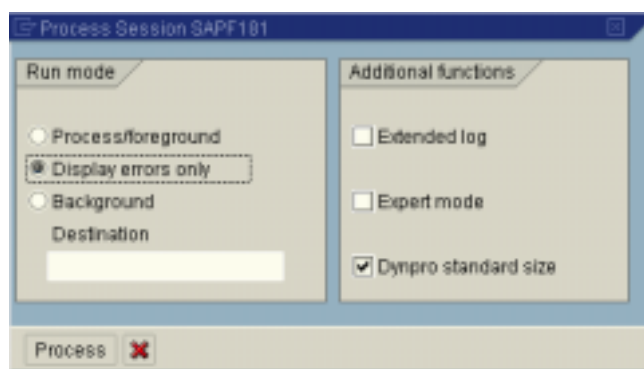 Process Session SAPF181
Run mode
Process/foreground
Display errors only
Background
Destination
Additional functions
Extended log
Expert mode
Dynpro standard size
Process